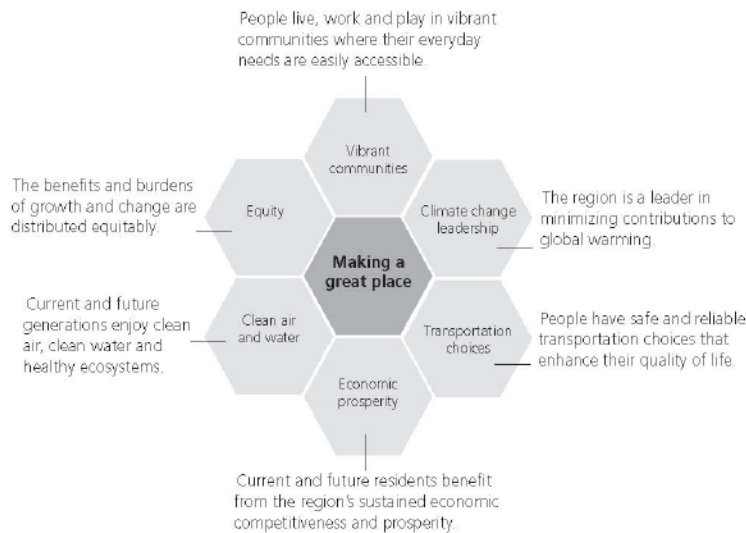 People live, work and play in vibrant
communities where their everyday
needs are easily accessible.
Vibrant
communities
The benefits and burdens
of growth and change are
distributed equitably.
Equity
Climate change
leadership
The region is a leader in
minimizing contributions to
global warming.
Making a
great place
Current and future
generations enjoy clean
air, clean water and
healthy ecosystems.
Clean air
and water
Transportation
choices
People have safe and reliable
transportation choices that
enhance their quality of life.
Economic
prosperity
Current and future residents benefit
from the region's sustained economic
competitiveness and prosperity.